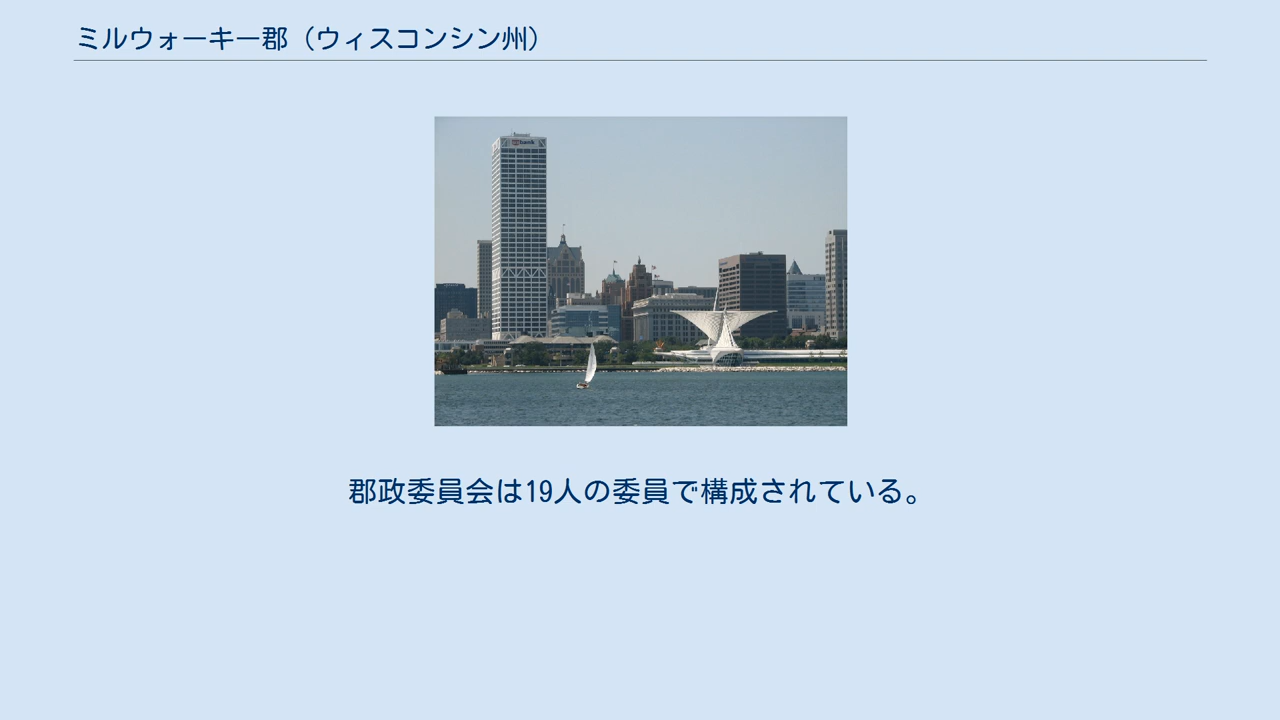 ミルウォーキー郡（ウィスコンシン州）
bank
郡政委員会は19人の委員で構成されている。